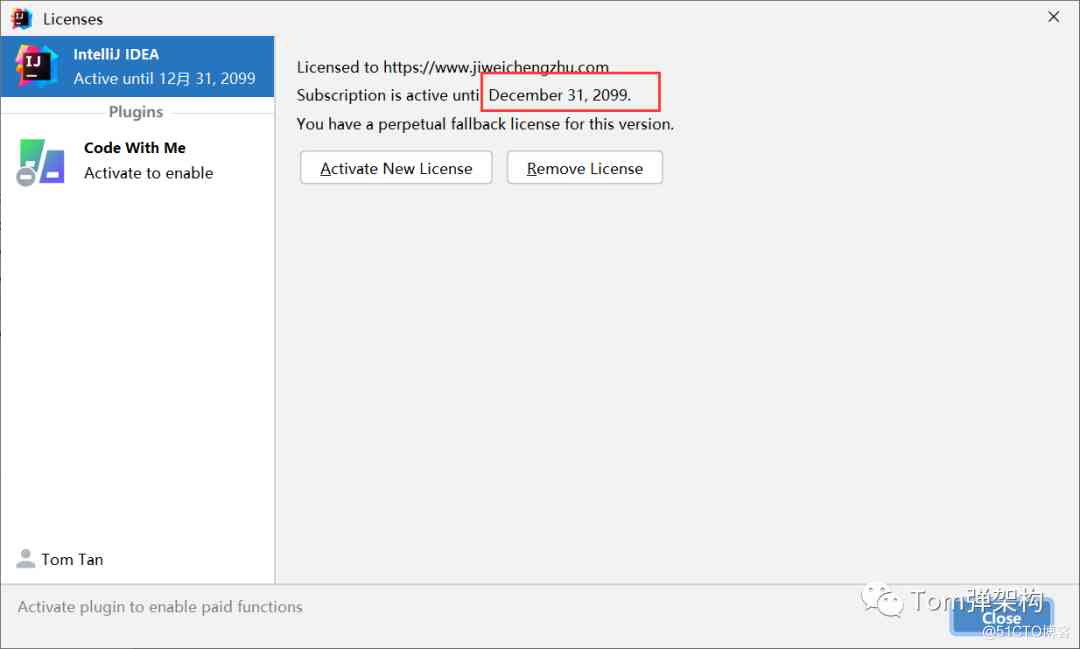 Licenses
IntelliJ IDEA
Active until 12月 31, 2099
Plugins
Code With Me
Activate to enable
Tom Tan
Licensed to https://www.jiweichengzhu.com
Subscription is active until December 31, 2099.
You have a perpetual fallback license for this version.
Activate New License
Remove License
Activate plugin to enable paid functions
Tom弹架构
Close
@51CTO博客